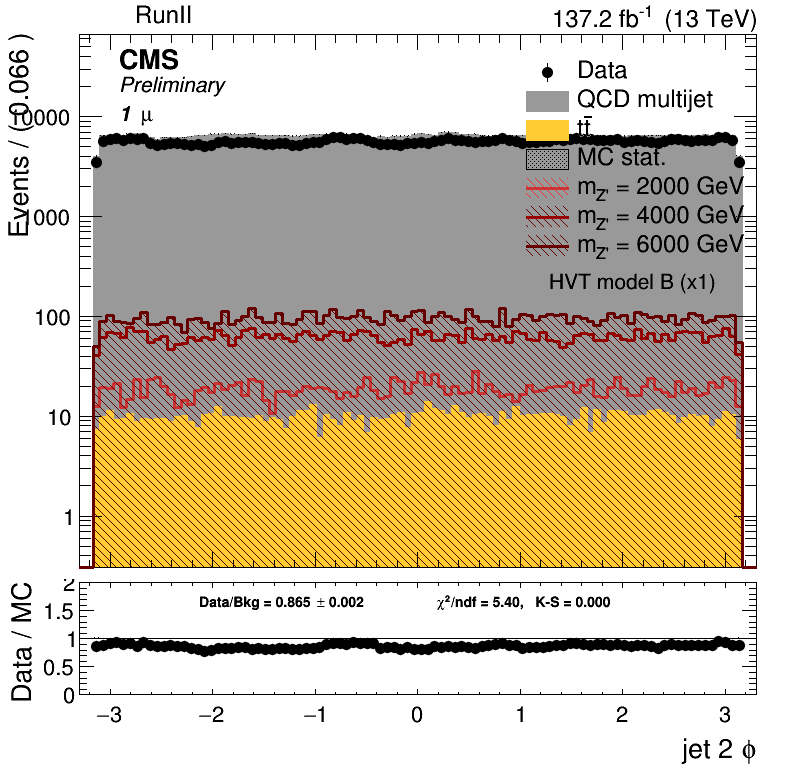 RunII 137.2 fb-1 (13 TeV)
CMS
Preliminary
1 μ
Events / ( 0.066 )
10000
1000
100
10
1
Data
QCD multijet
tt̅
MC stat.
mZ' = 2000 GeV
mZ' = 4000 GeV
mZ' = 6000 GeV
HVT model B (x1)
Data / MC
2
1.5
1
0.5
0
Data/Bkg = 0.865 ± 0.002 χ²/ndf = 5.40, K-S = 0.000
−3 −2 −1 0 1 2 3
jet 2 ϕ